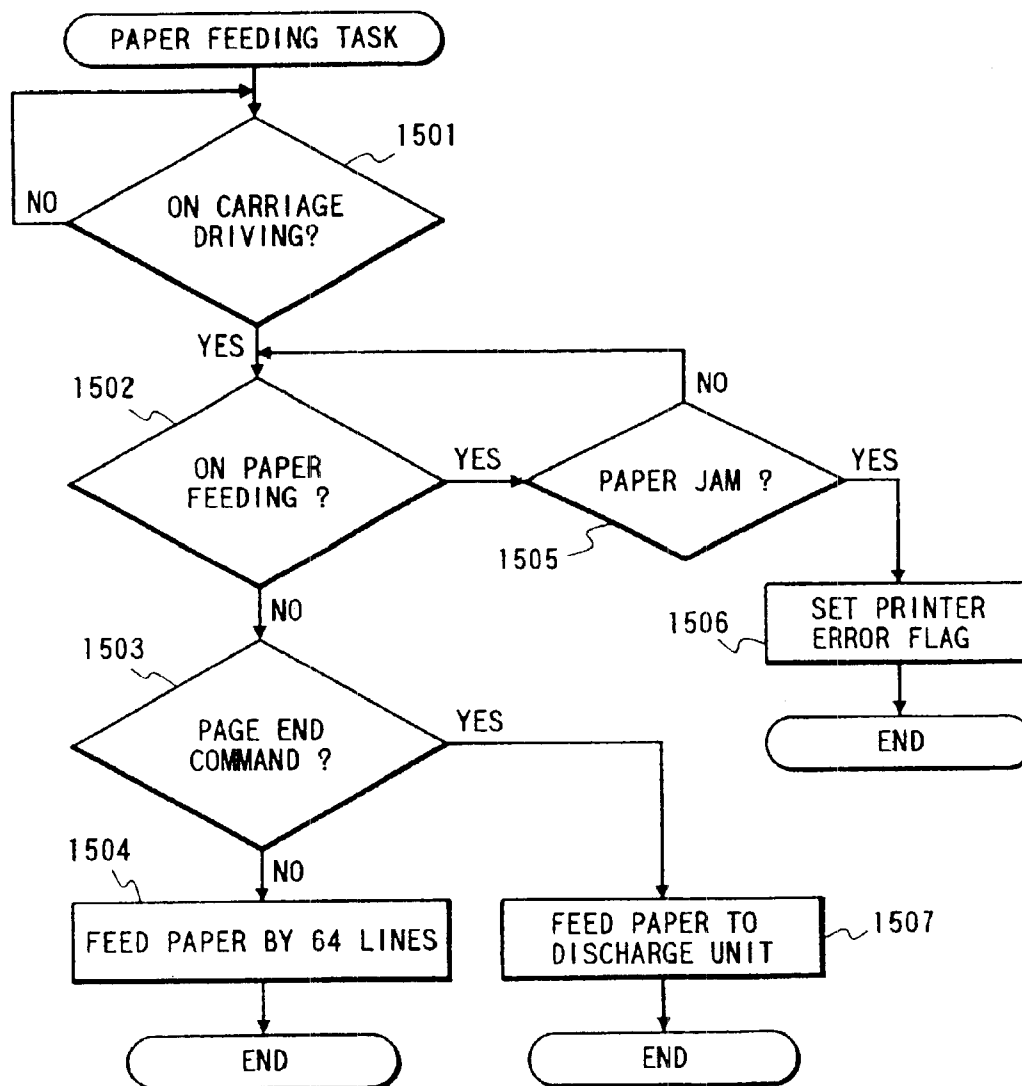 PAPER FEEDING TASK
1501
NO
ON CARRIAGE
DRIVING?
YES
NO
1502
ON PAPER
FEEDING ?
YES
PAPER JAM ?
YES
1505
NO
SET PRINTER
ERROR FLAG
1506
1503
PAGE END
COMMAND ?
YES
END
1504
NO
FEED PAPER BY 64 LINES
FEED PAPER TO
DISCHARGE UNIT
1507
END
END